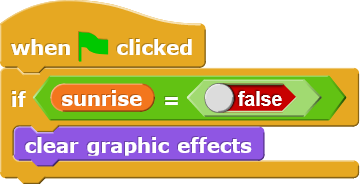 when clicked
if sunrise = false
clear graphic effects